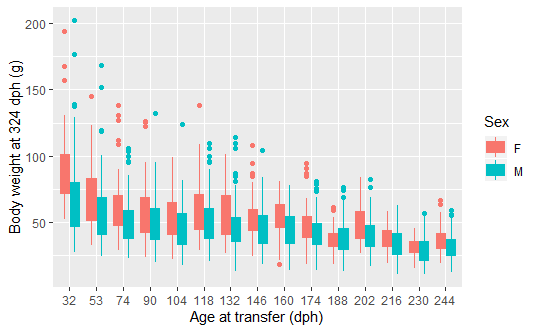 200
150
100
50
Body weight at 324 dph (g)
32 53 74 90 104 118 132 146 160 174 188 202 216 230 244
Age at transfer (dph)
Sex
F
M